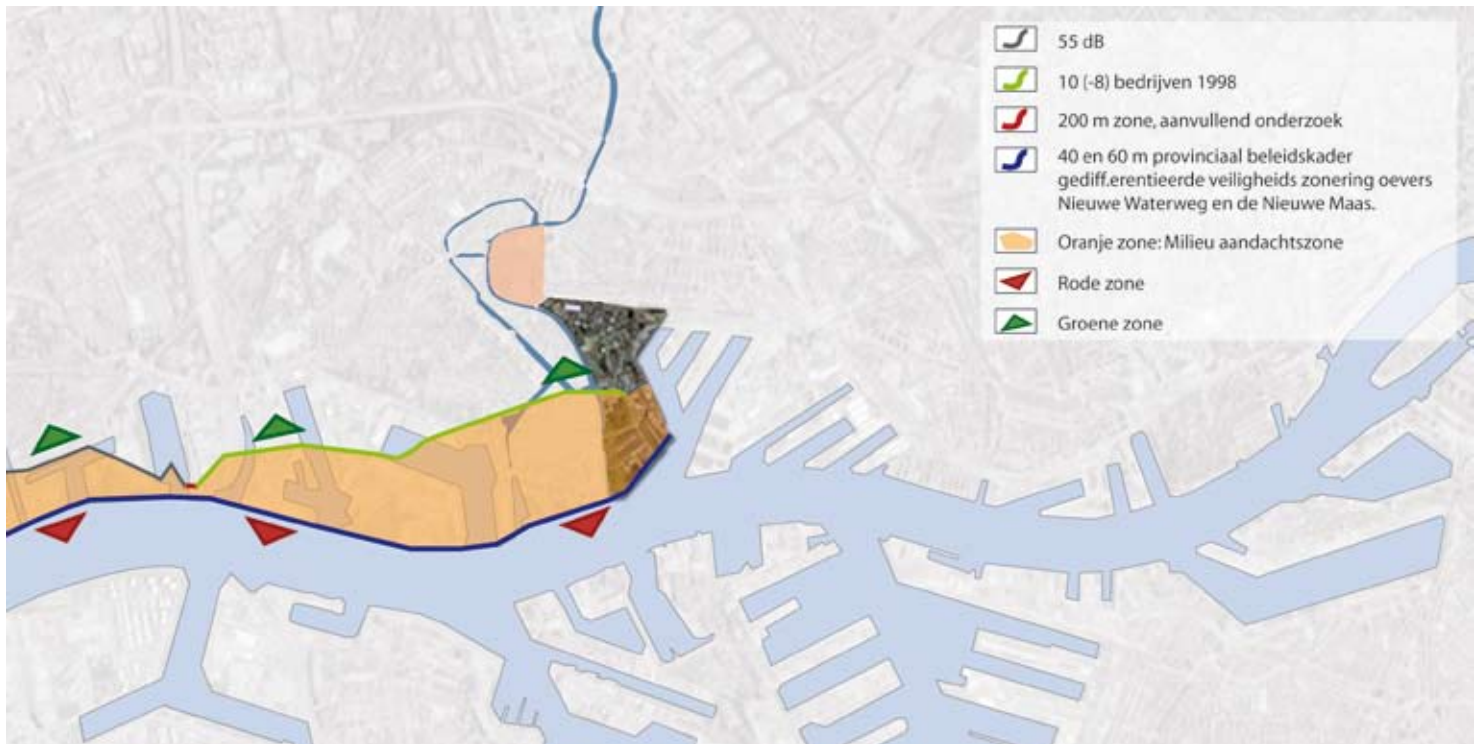 55 dB
10 (-8) bedrijven 1998
200 m zone, aanvullend onderzoek
40 en 60 m provinciaal beleidskader
gediff.erentieerde veiligheids zonering oevers
Nieuwe Waterweg en de Nieuwe Maas.
Oranje zone: Milieu aandachtszone
Rode zone
Groene zone